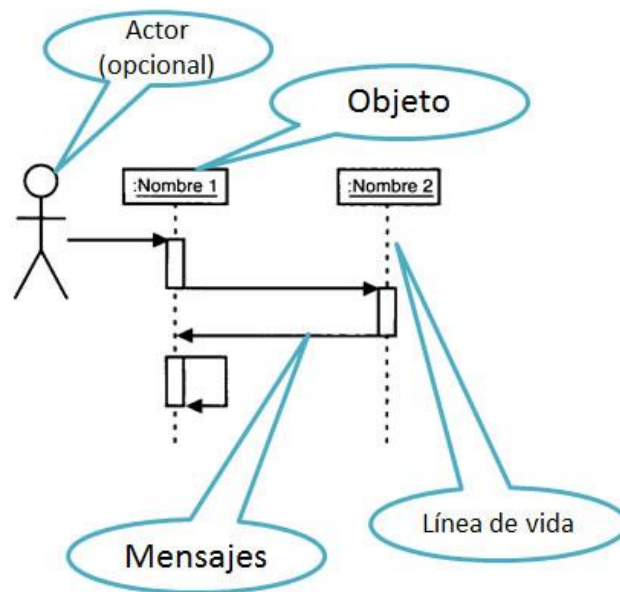 Actor
(opcional)
Objeto
:Nombre 1
:Nombre 2
Línea de vida
Mensajes